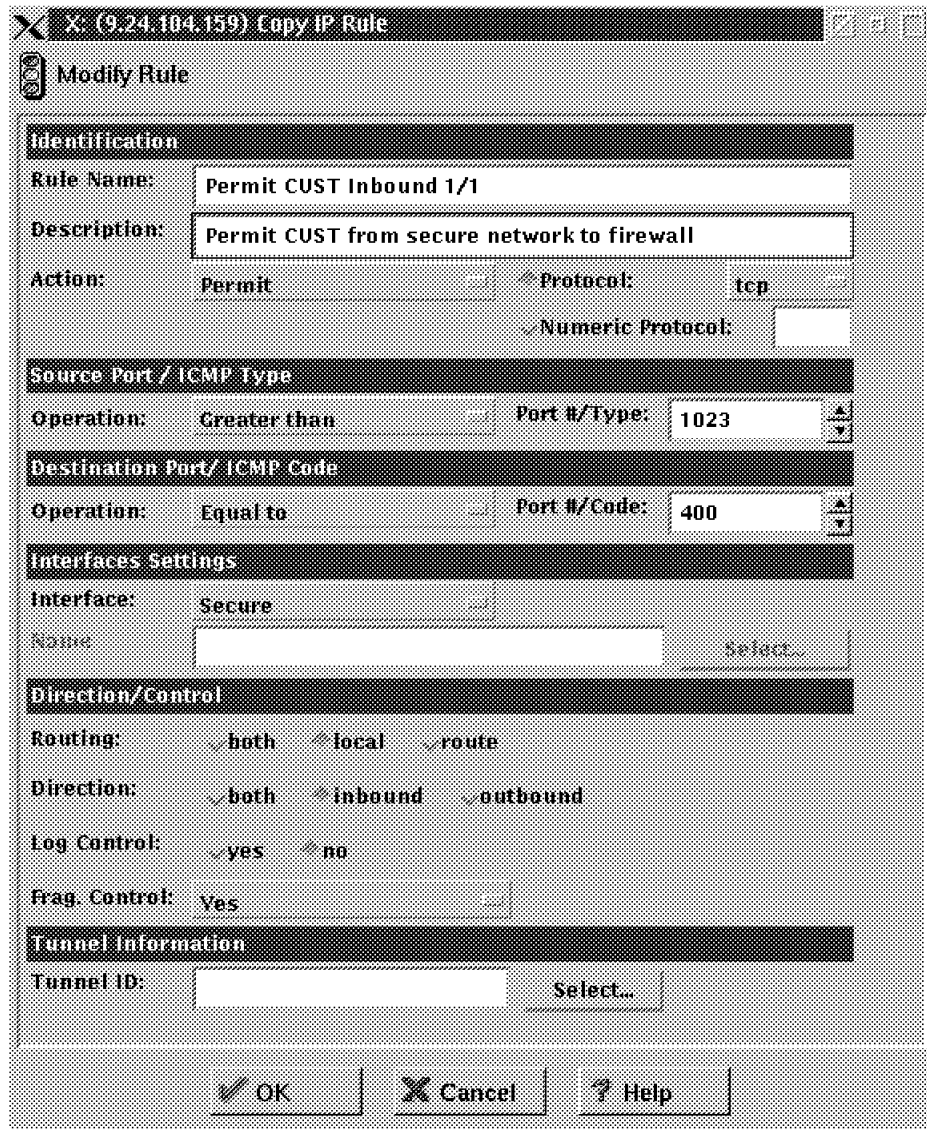 X: (9.24.104.159) Copy IP Rule
Modify Rule
Identification
Rule Name: Permit CUST Inbound 1/1
Description: Permit CUST from secure network to firewall
Action: Permit Protocol: tcp
Numeric Protocol:
Source Port / ICMP Type
Operation: Greater than Port #/Type: 1023
Destination Port/ ICMP Code
Operation: Equal to Port #/Code: 400
Interfaces Settings
Interface: Secure
Name Select...
Direction/Control
Routing: both local route
Direction: both inbound outbound
Log Control: yes no
Frag. Control: Yes
Tunnel Information
Tunnel ID: Select...
OK Cancel Help